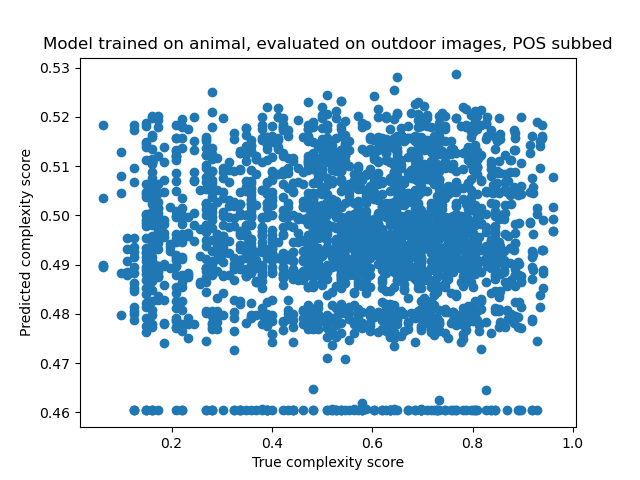 Model trained on animal, evaluated on outdoor images, POS subbed
0.53
0.52
0.51
0.50
0.49
0.48
0.47
0.46
Predicted complexity score
0.2 0.4 0.6 0.8 1.0
True complexity score